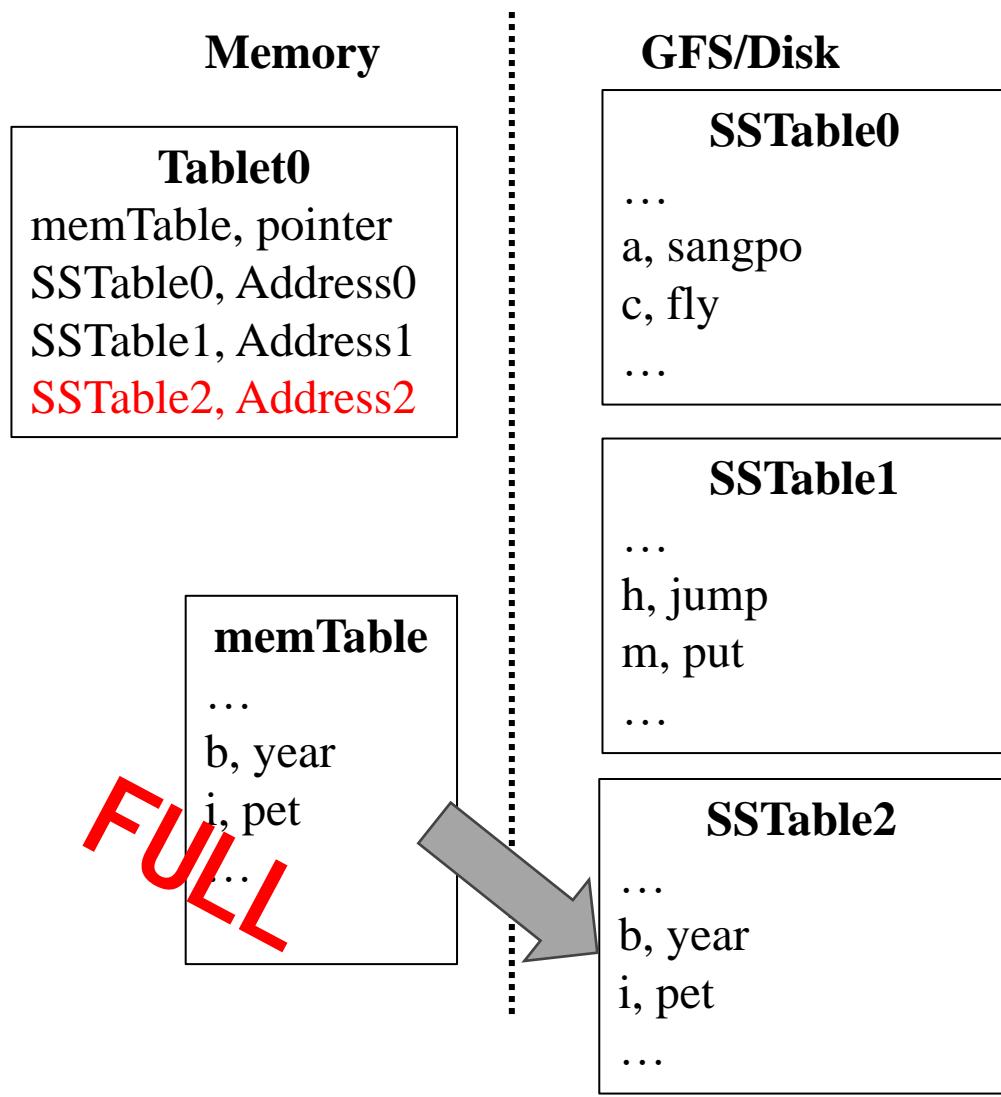 Memory
GFS/Disk
Tablet0
memTable, pointer
SSTable0, Address0
SSTable1, Address1
SSTable2, Address2
memTable
…
b, year
i, pet
…
FULL
SSTable0
…
a, sangpo
c, fly
…
SSTable1
…
h, jump
m, put
…
SSTable2
…
b, year
i, pet
…